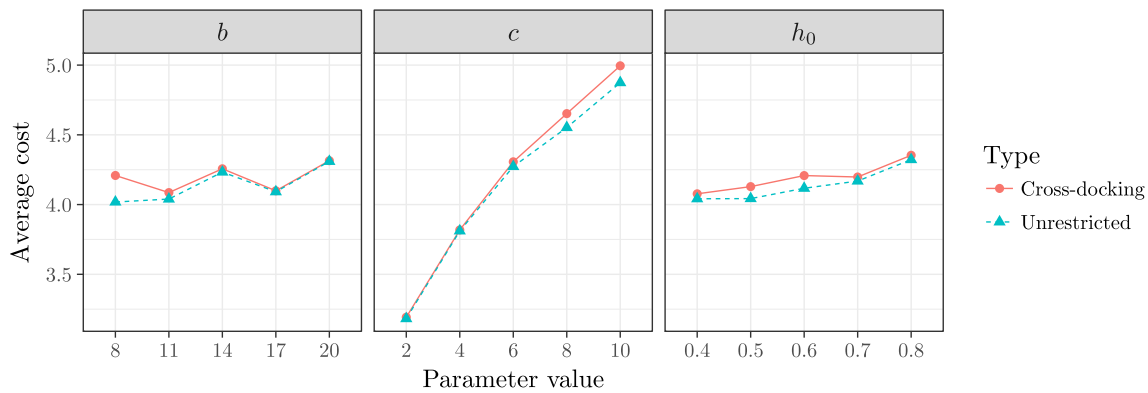 b
c
h₀
5.0
4.5
4.0
3.5
Average cost
8 11 14 17 20
2 4 6 8 10
0.4 0.5 0.6 0.7 0.8
Parameter value
Type
Cross-docking
Unrestricted